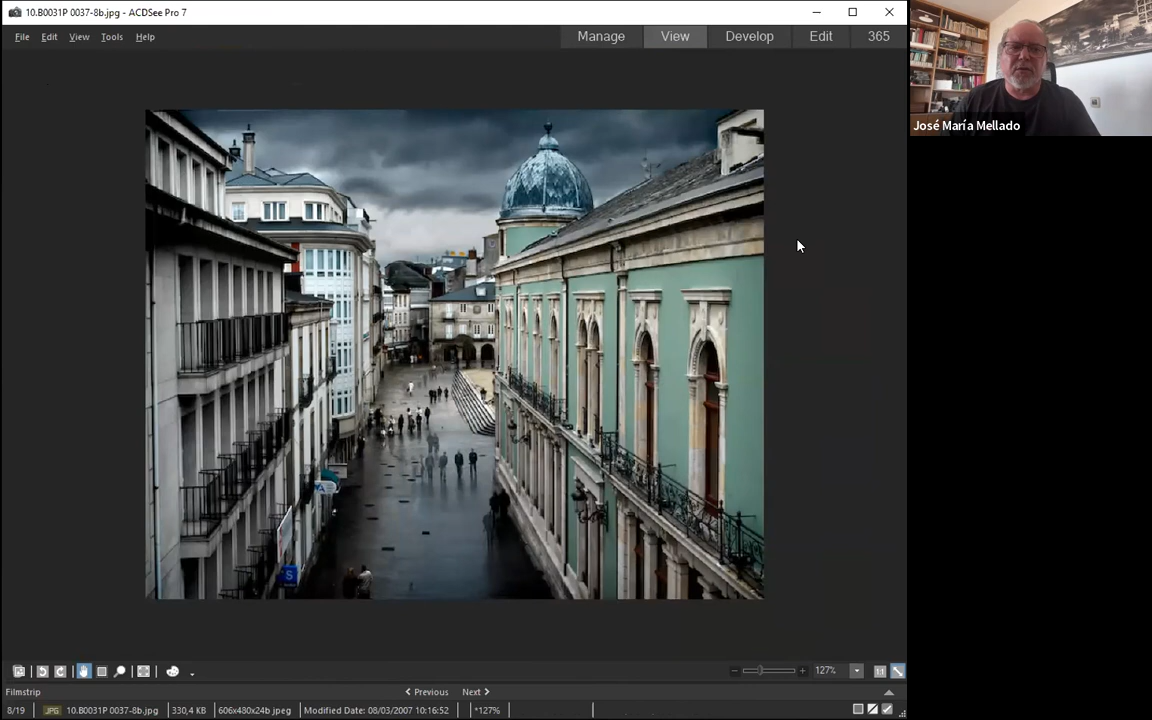 10.B0031P 0037-8b.jpg - ACDSee Pro 7
File Edit View Tools Help
Manage View Develop Edit 365
José María Mellado
S
127%
Filmstrip
Previous Next
8/19 JPG 10.B0031P 0037-8b.jpg 330,4 KB 606x480x24b jpeg Modified Date: 08/03/2007 10:16:52 *127%